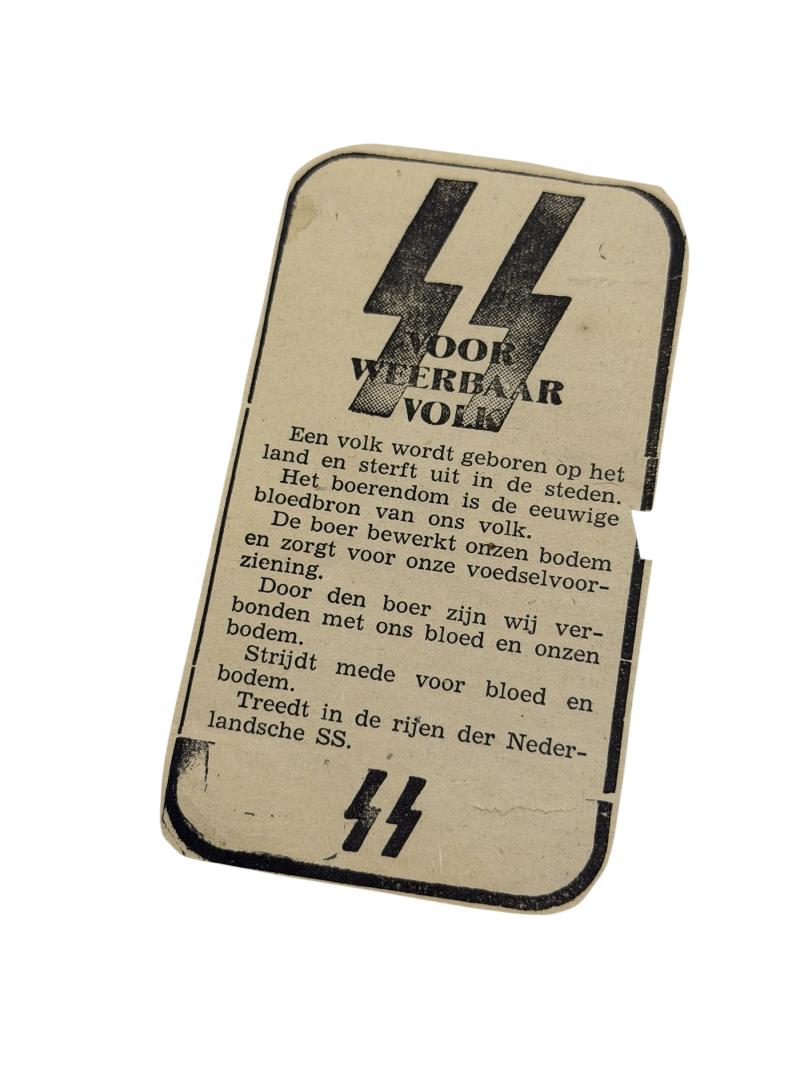 SS
VOOR
WEERBAAR
VOLK
Een volk wordt geboren op het
land en sterft uit in de steden.
Het boerendom is de eeuwige
bloedbron van ons volk.
De boer bewerkt onzen bodem
en zorgt voor onze voedselvoor-
ziening.
Door den boer zijn wij ver-
bonden met ons bloed en onzen
bodem.
Strijdt mede voor bloed en
bodem.
Treedt in de rijen der Neder-
landsche SS.
SS